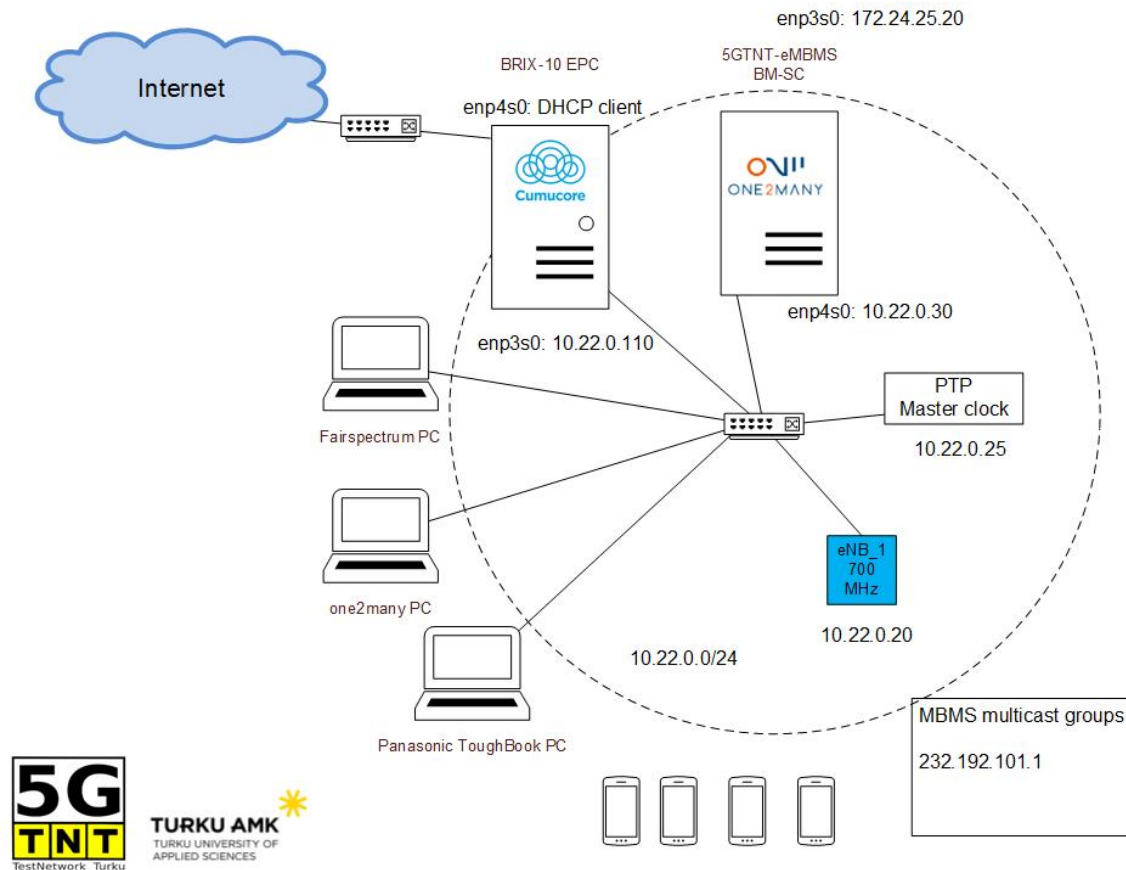 enp3s0: 172.24.25.20
Internet
BRIX-10 EPC
5GTNT-eMBMS
BM-SC
enp4s0: DHCP client
Cumucore
ONE2MANY
enp4s0: 10.22.0.30
enp3s0: 10.22.0.110
PTP
Master clock
10.22.0.25
Fairspectrum PC
eNB_1
700
MHz
10.22.0.20
one2many PC
10.22.0.0/24
Panasonic ToughBook PC
MBMS multicast groups
232.192.101.1
5G
TNT
TestNetwork Turku
TURKU AMK
TURKU UNIVERSITY OF
APPLIED SCIENCES